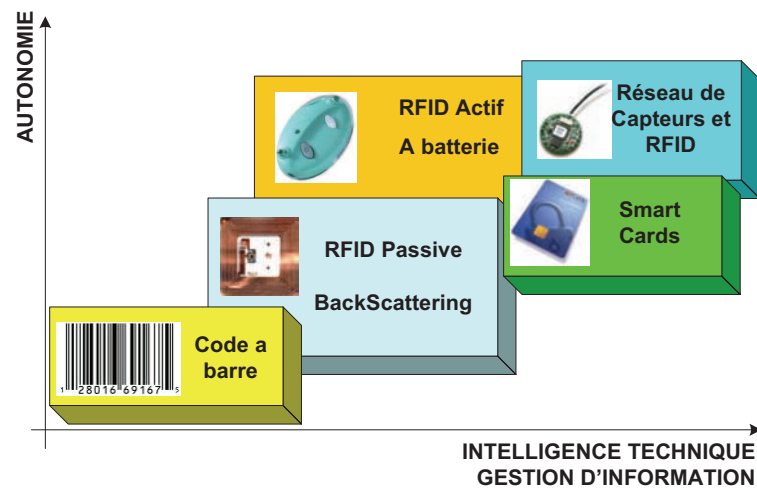 AUTONOMIE
RFID Actif
A batterie
Réseau de
Capteurs et
RFID
RFID Passive
BackScattering
Smart
Cards
Code a
barre
1 28016 69167 5
INTELLIGENCE TECHNIQUE
GESTION D'INFORMATION